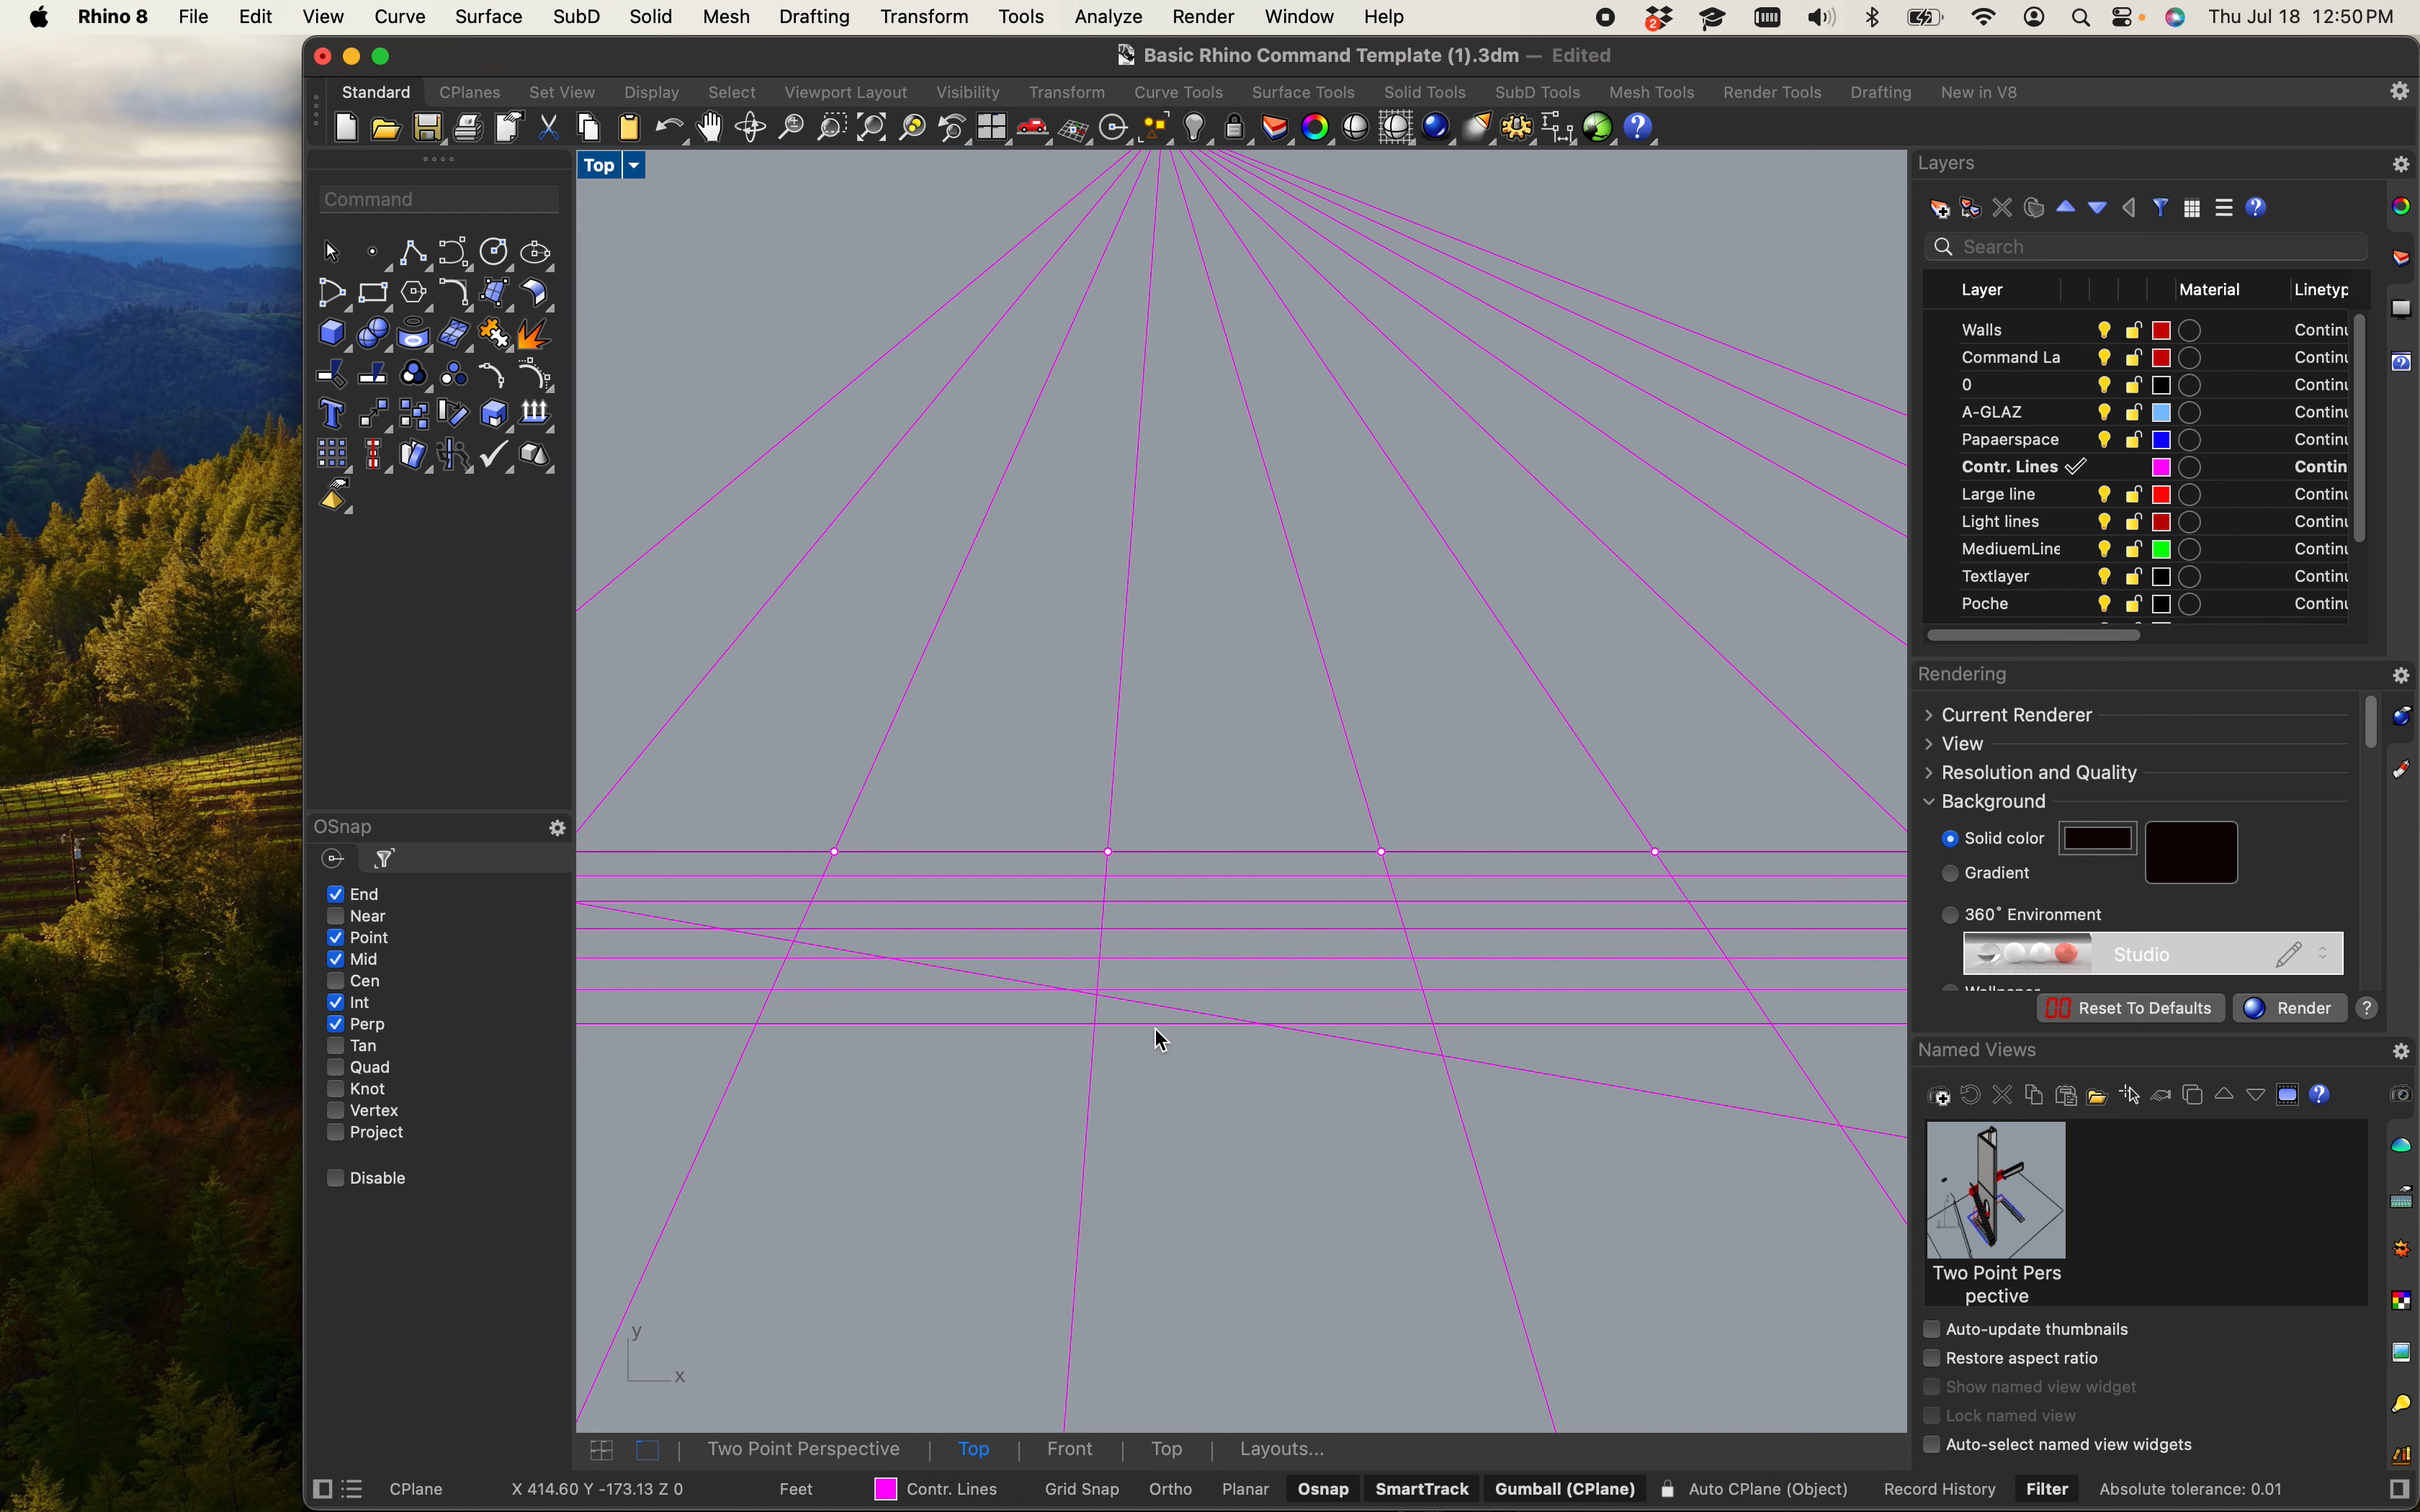 Rhino 8 File Edit View Curve Surface SubD Solid Mesh Drafting Transform Tools Analyze Render Window Help 2 Thu Jul 18 12:50 PM
Basic Rhino Command Template (1).3dm — Edited
Standard CPlanes Set View Display Select Viewport Layout Visibility Transform Curve Tools Surface Tools Solid Tools SubD Tools Mesh Tools Render Tools Drafting New in V8
Command
Top
OSnap
End
Near
Point
Mid
Cen
Int
Perp
Tan
Quad
Knot
Vertex
Project
Disable
y
x
Two Point Perspective Top Front Top Layouts...
Layers
Search
Layer Material Linetyp
Walls Continu
Command La Continu
0 Continu
A-GLAZ Continu
Papaerspace Continu
Contr. Lines Contin
Large line Continu
Light lines Continu
MediuemLine Continu
Textlayer Continu
Poche Continu
Rendering
Current Renderer
View
Resolution and Quality
Background
Solid color
Gradient
360° Environment
Studio
Reset To Defaults Render ?
Named Views
Two Point Pers
pective
Auto-update thumbnails
Restore aspect ratio
Show named view widget
Lock named view
Auto-select named view widgets
CPlane X 414.60 Y -173.13 Z 0 Feet Contr. Lines Grid Snap Ortho Planar Osnap SmartTrack Gumball (CPlane) Auto CPlane (Object) Record History Filter Absolute tolerance: 0.01